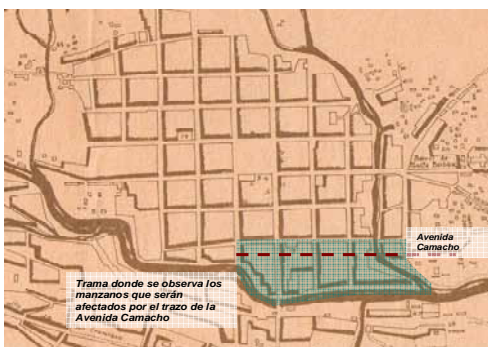 Avenida
Camacho
Trama donde se observa los
manzanos que serán
afectados por el trazo de la
Avenida Camacho